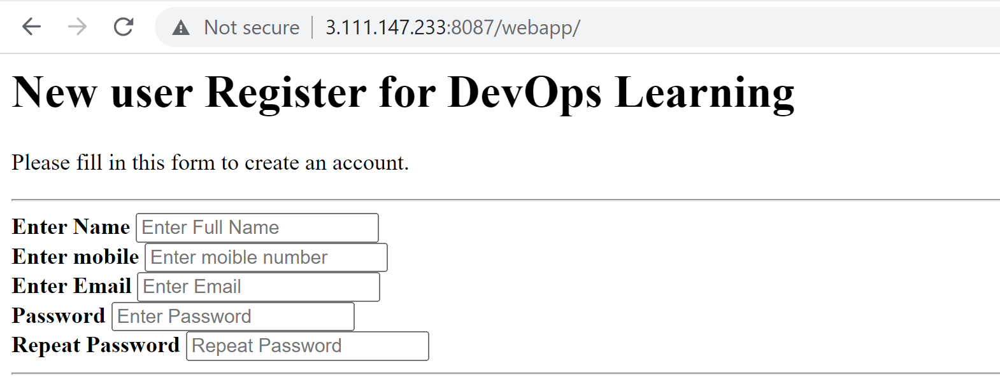 Not secure 3.111.147.233:8087/webapp/
New user Register for DevOps Learning
Please fill in this form to create an account.
Enter Name Enter Full Name
Enter mobile Enter moible number
Enter Email Enter Email
Password Enter Password
Repeat Password Repeat Password